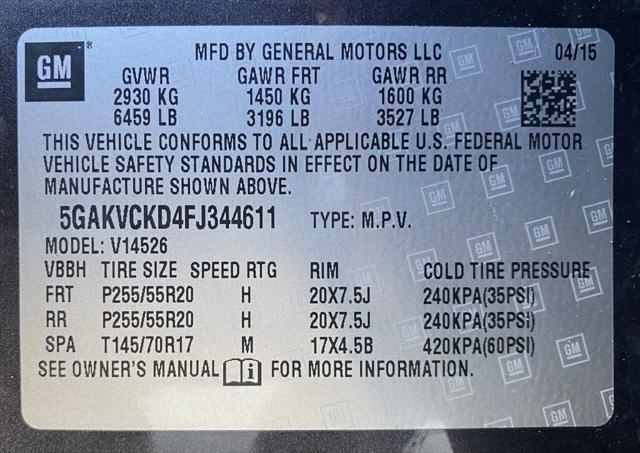 GM ® MFD BY GENERAL MOTORS LLC 04/15
GVWR GAWR FRT GAWR RR
2930 KG 1450 KG 1600 KG
6459 LB 3196 LB 3527 LB
THIS VEHICLE CONFORMS TO ALL APPLICABLE U.S. FEDERAL MOTOR
VEHICLE SAFETY STANDARDS IN EFFECT ON THE DATE OF
MANUFACTURE SHOWN ABOVE.
5GAKVCKD4FJ344611 TYPE: M.P.V.
MODEL: V14526
VBBH TIRE SIZE SPEED RTG RIM COLD TIRE PRESSURE
FRT P255/55R20 H 20X7.5J 240KPA(35PSI)
RR P255/55R20 H 20X7.5J 240KPA(35PSI)
SPA T145/70R17 M 17X4.5B 420KPA(60PSI)
SEE OWNER'S MANUAL FOR MORE INFORMATION.